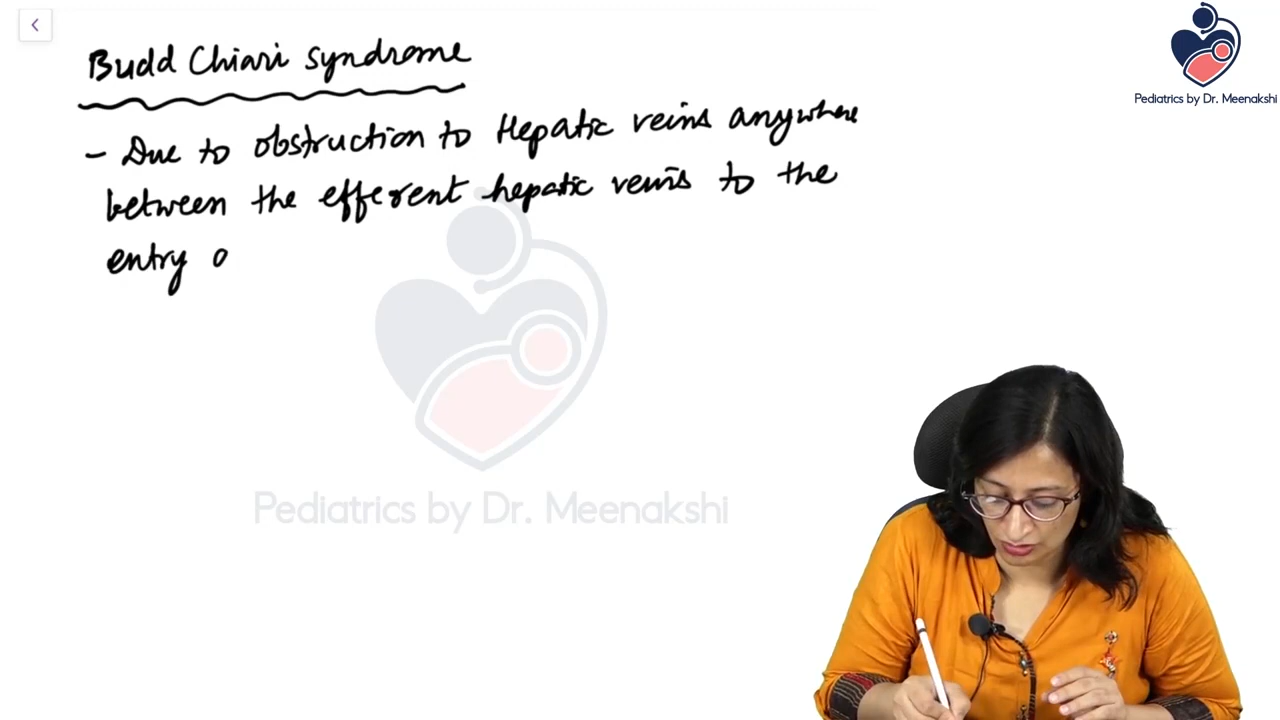 Budd Chiari syndrome
Pediatrics by Dr. Meenakshi
- Due to obstruction to Hepatic veins anywhere
between the efferent hepatic veins to the
entry o
Pediatrics by Dr. Meenakshi